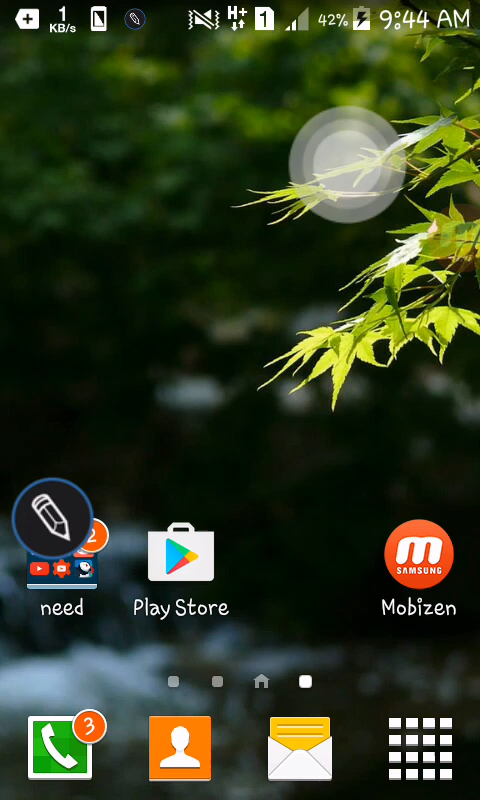 1 KB/s H+ 1 42% 9:44 AM
2
m
SAMSUNG
need Play Store Mobizen
3